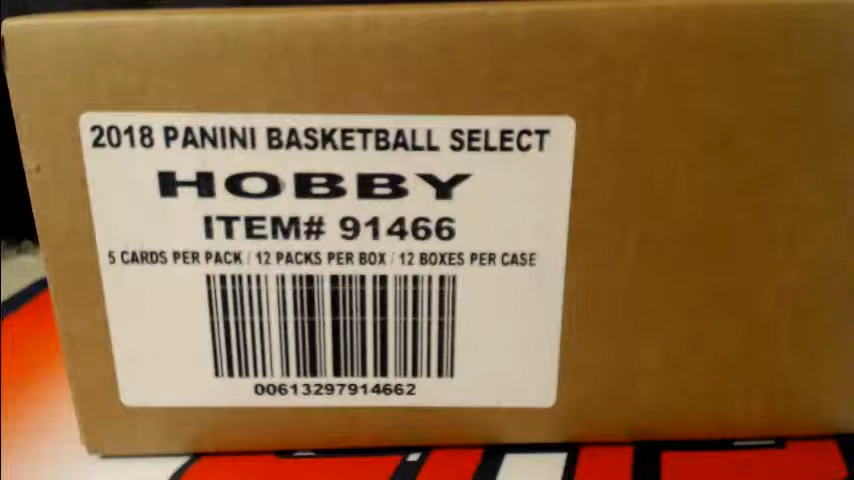 2018 PANINI BASKETBALL SELECT
HOBBY
ITEM# 91466
5 CARDS PER PACK / 12 PACKS PER BOX / 12 BOXES PER CASE
00613297914662